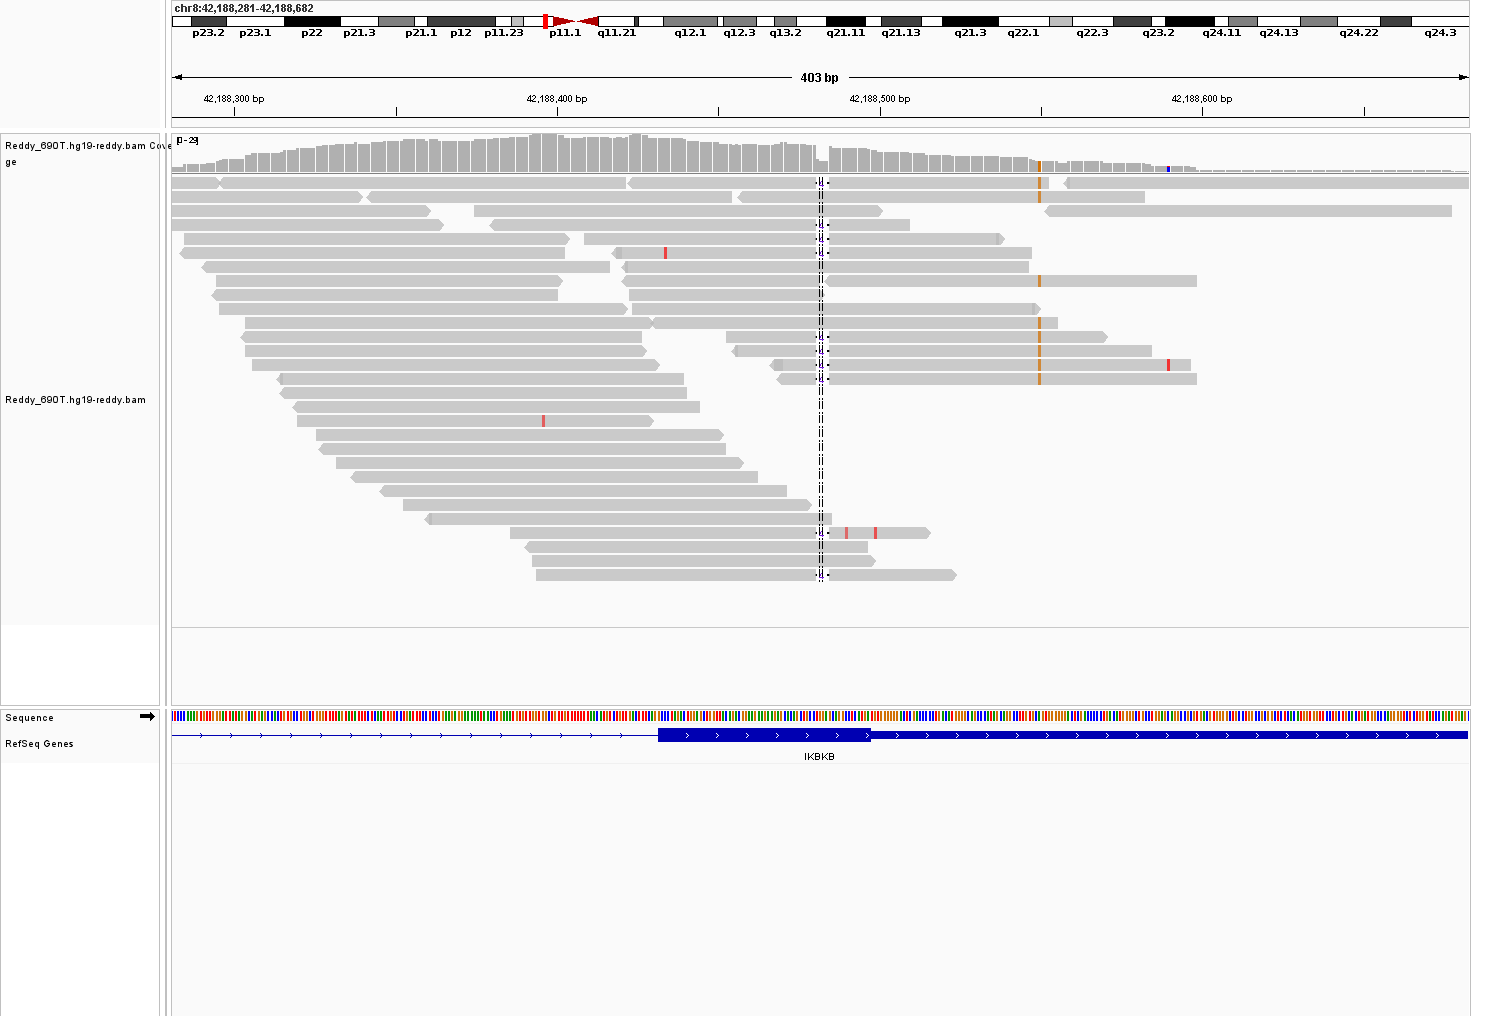 chr8:42,188,281-42,188,682
p23.2 p23.1 p22 p21.3 p21.1 p12 p11.23 p11.1 q11.21 q12.1 q12.3 q13.2 q21.11 q21.13 q21.3 q22.1 q22.3 q23.2 q24.11 q24.13 q24.22 q24.3
403 bp
42,188,300 bp 42,188,400 bp 42,188,500 bp 42,188,600 bp
Reddy_690T.hg19-reddy.bam Cove
ge
[0-29]
Reddy_690T.hg19-reddy.bam
Sequence
RefSeq Genes
IKBKB